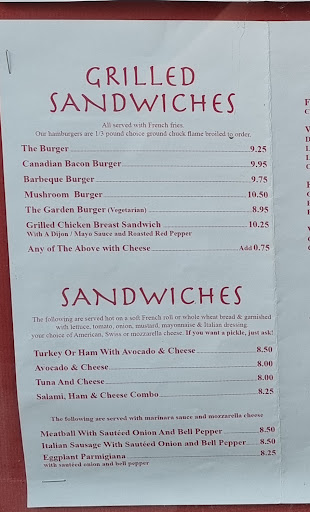 GRILLED
SANDWICHES
All served with French fries.
Our hamburgers are 1/3 pound choice ground chuck flame broiled to order.
The Burger 9.25
Canadian Bacon Burger 9.95
Barbeque Burger 9.75
Mushroom Burger 10.50
The Garden Burger (Vegetarian) 8.95
Grilled Chicken Breast Sandwich 10.25
With A Dijon / Mayo Sauce and Roasted Red Pepper
Any of The Above with Cheese Add 0.75
SANDWICHES
The following are served hot on a soft French roll or whole wheat bread & garnished
with lettuce, tomato, onion, mustard, mayonnaise & Italian dressing
your choice of American, Swiss or mozzarella cheese. If you want a pickle, just ask!
Turkey Or Ham With Avocado & Cheese 8.50
Avocado & Cheese 8.00
Tuna And Cheese 8.00
Salami, Ham & Cheese Combo 8.25
The following are served with marinara sauce and mozzarella cheese
Meatball With Sautéed Onion And Bell Pepper 8.50
Italian Sausage With Sautéed Onion and Bell Pepper 8.50
Eggplant Parmigiana 8.25
with sautéed onion and bell pepper